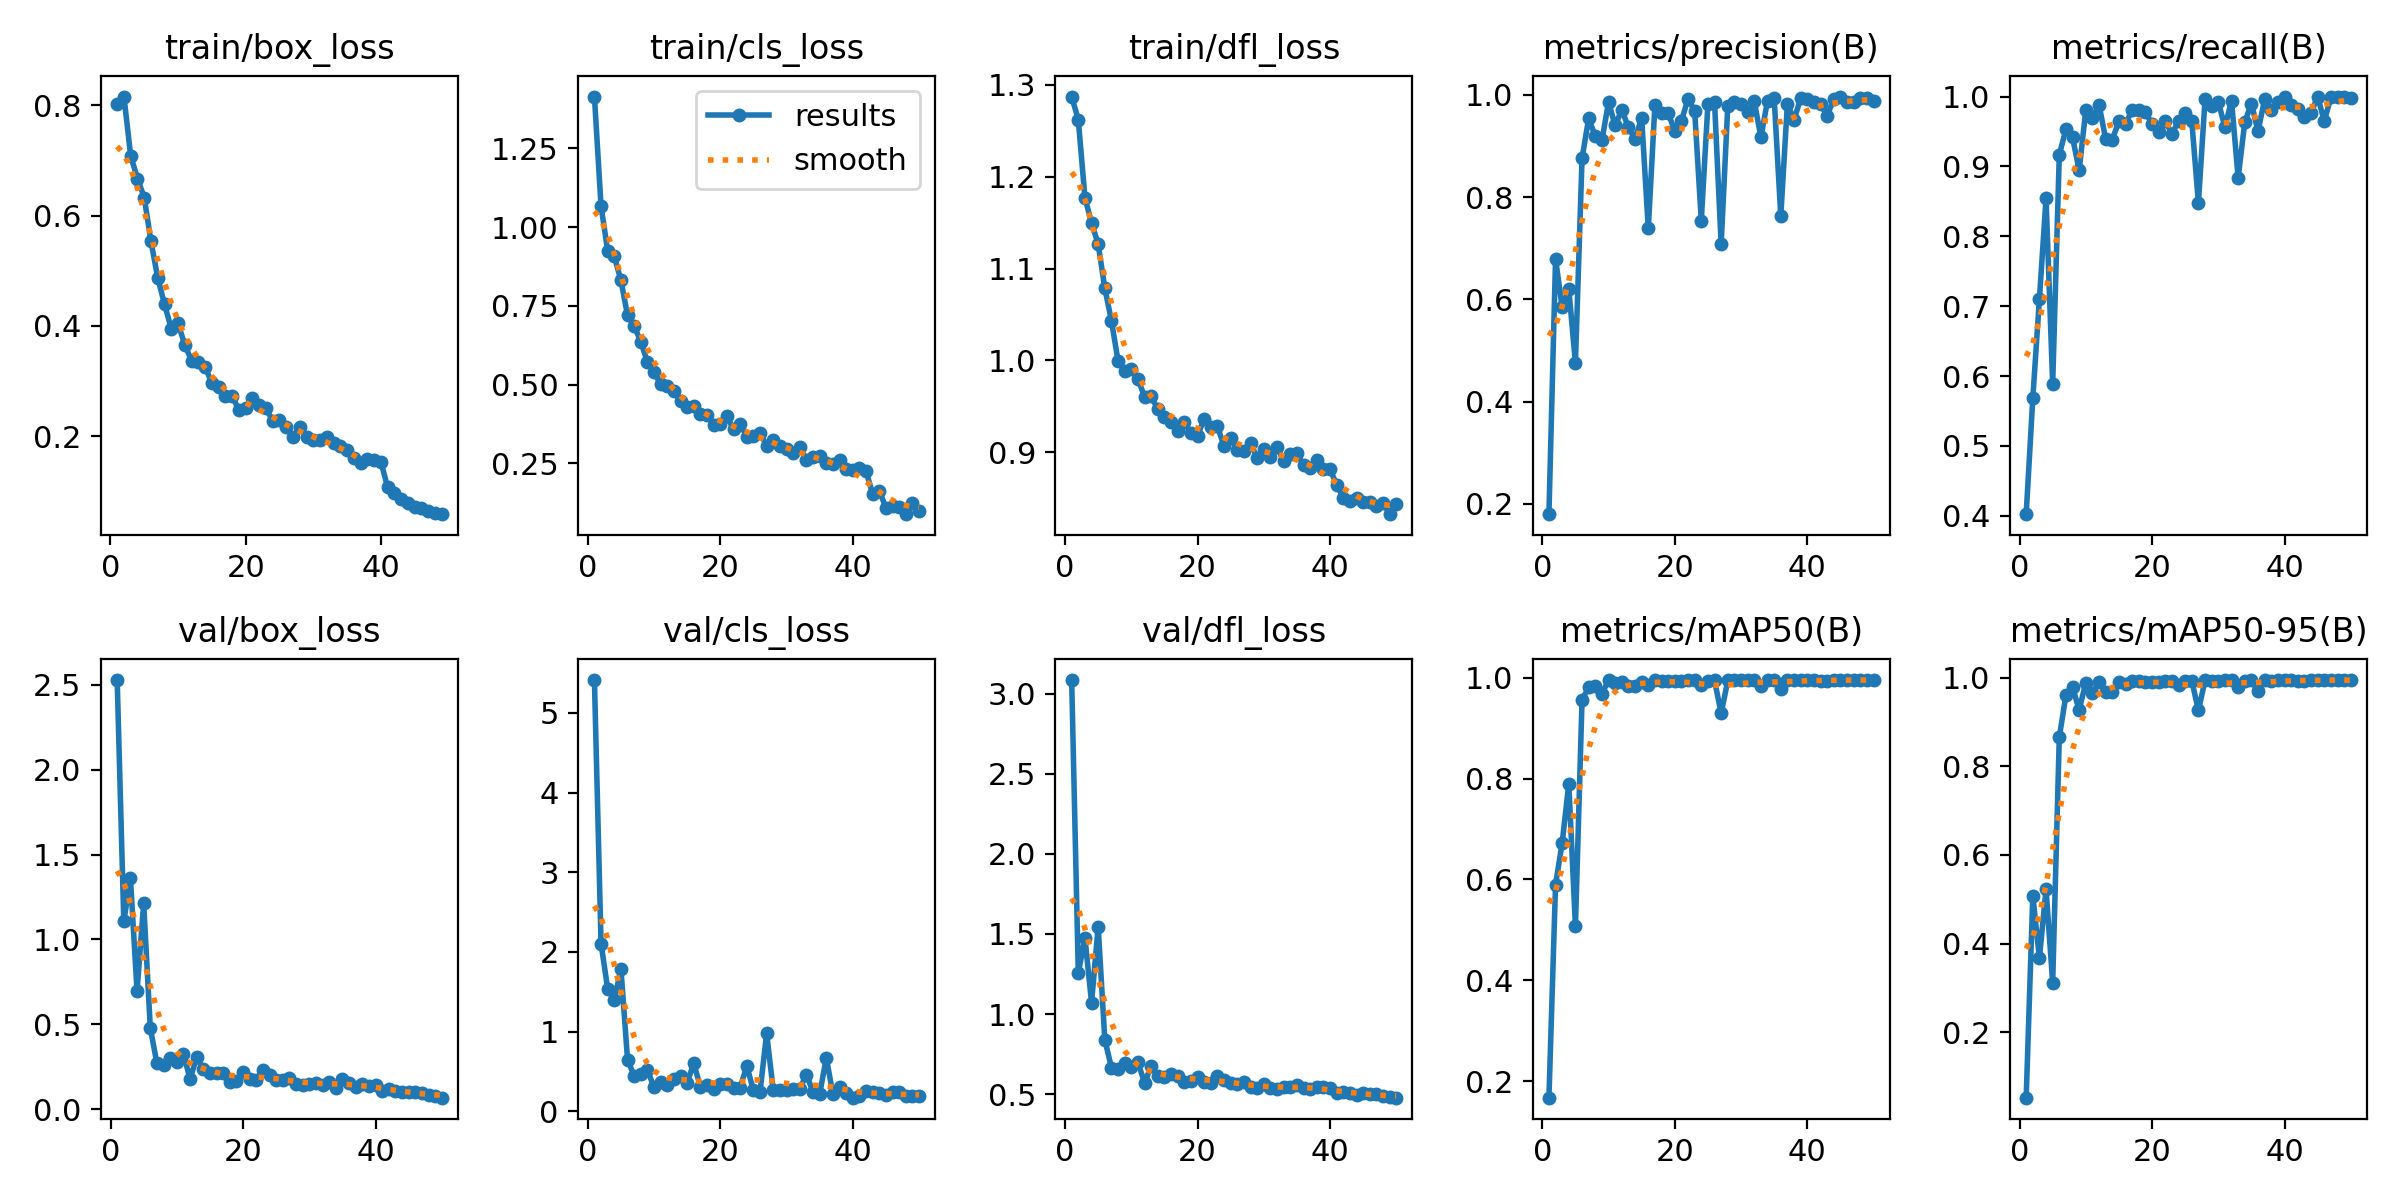 train/box_loss
0.8
0.6
0.4
0.2
0 20 40
train/cls_loss
results
smooth
1.25
1.00
0.75
0.50
0.25
0 20 40
train/dfl_loss
1.3
1.2
1.1
1.0
0.9
0 20 40
metrics/precision(B)
1.0
0.8
0.6
0.4
0.2
0 20 40
metrics/recall(B)
1.0
0.9
0.8
0.7
0.6
0.5
0.4
0 20 40
val/box_loss
2.5
2.0
1.5
1.0
0.5
0.0
0 20 40
val/cls_loss
5
4
3
2
1
0
0 20 40
val/dfl_loss
3.0
2.5
2.0
1.5
1.0
0.5
0 20 40
metrics/mAP50(B)
1.0
0.8
0.6
0.4
0.2
0 20 40
metrics/mAP50-95(B)
1.0
0.8
0.6
0.4
0.2
0 20 40